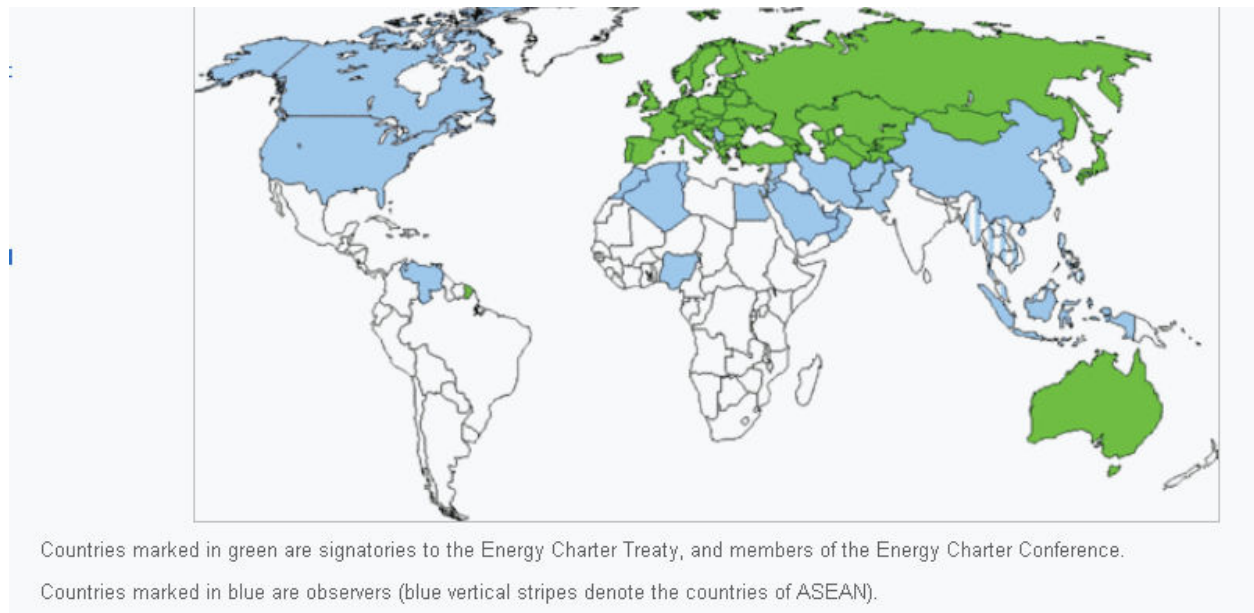 Countries marked in green are signatories to the Energy Charter Treaty, and members of the Energy Charter Conference.
Countries marked in blue are observers (blue vertical stripes denote the countries of ASEAN).